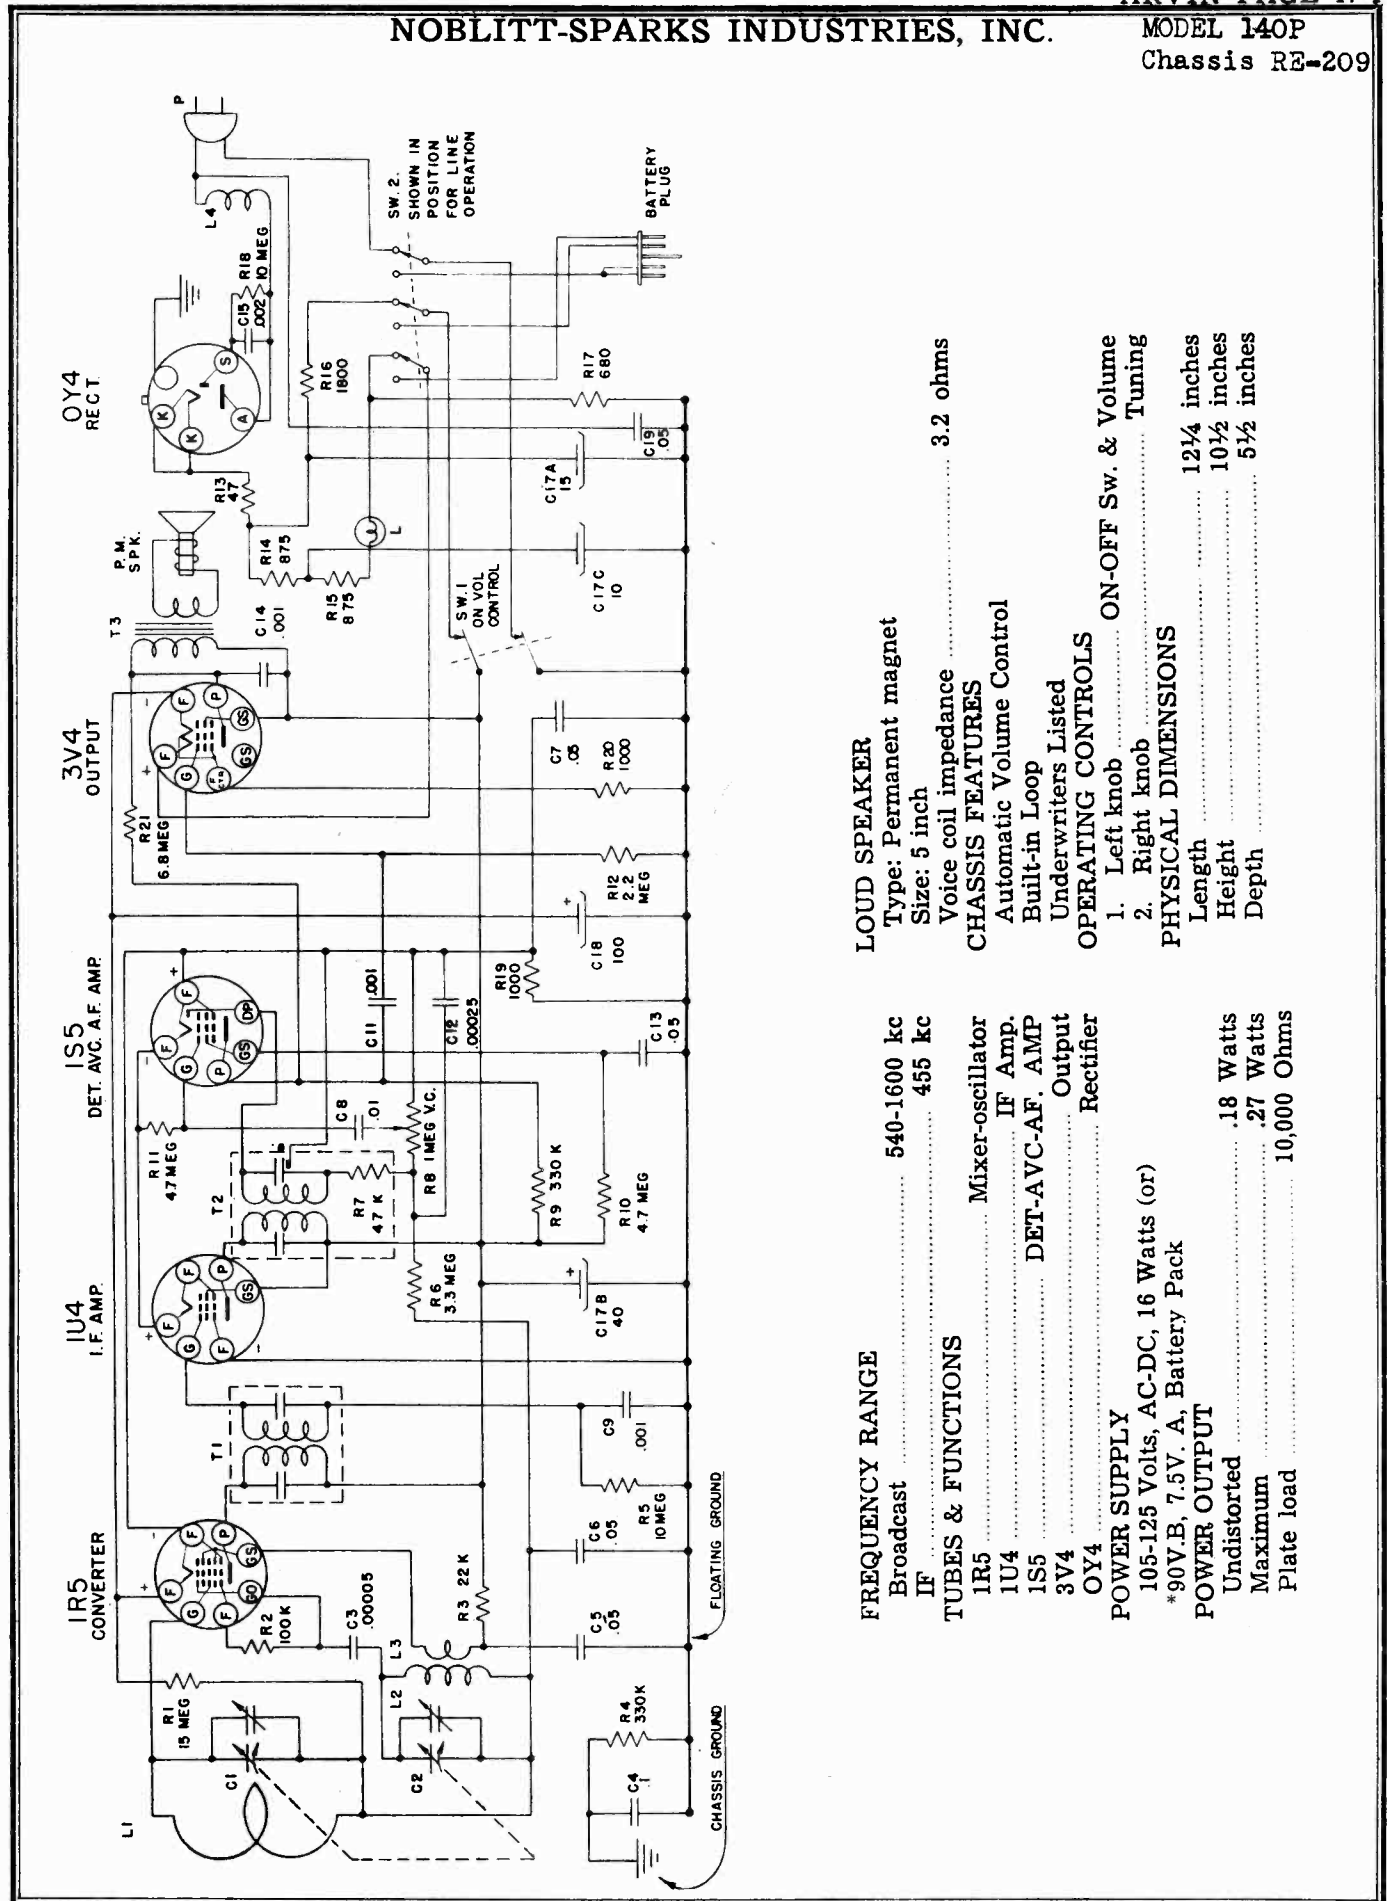 NOBLITT-SPARKS INDUSTRIES, INC.
MODEL 140P
Chassis RE-209
1R5
CONVERTER
1U4
I.F. AMP.
1S5
DET. AVC. A.F. AMP.
3V4
OUTPUT
OY4
RECT.
P
L1
C1
R1
15 MEG
R2
100K
C3
.00005
L2
L3
C2
R3 22K
C5
.05
C6
.05
R4
330K
C4
.1
CHASSIS GROUND
FLOATING GROUND
T1
R5
10 MEG
C9
.001
T2
R7
47 K
R6
3.3 MEG
C17B
40
R11
4.7 MEG
C8
.01
R8 1 MEG V.C.
R9 330 K
R10
4.7 MEG
C11
.001
C12
.00025
C13
.05
R19
1000
C18
100
R12
2.2
MEG
R21
6.8 MEG
R20
1000
C7
.05
T3
P.M.
SPK.
C14
.001
R13
47
R14
875
R15
875
L
SW.1
ON VOL
CONTROL
C17C
10
C17A
15
C19
.05
R16
1800
R17
680
C15
.002
R18
10 MEG
L4
SW. 2.
SHOWN IN
POSITION
FOR LINE
OPERATION
BATTERY
PLUG
G F F F P GO GS
G F F F P GS
G F F P GS DP
G F F F CTR P GS GS
K K A S
FREQUENCY RANGE
Broadcast 540-1600 kc
IF 455 kc
TUBES & FUNCTIONS
1R5 Mixer-oscillator
1U4 IF Amp.
1S5 DET-AVC-AF. AMP
3V4 Output
OY4 Rectifier
POWER SUPPLY
105-125 Volts, AC-DC, 16 Watts (or)
*90V.B, 7.5V. A, Battery Pack
POWER OUTPUT
Undistorted .18 Watts
Maximum .27 Watts
Plate load 10,000 Ohms
LOUD SPEAKER
Type: Permanent magnet
Size: 5 inch
Voice coil impedance 3.2 ohms
CHASSIS FEATURES
Automatic Volume Control
Built-in Loop
Underwriters Listed
OPERATING CONTROLS
1. Left knob ON-OFF Sw. & Volume
2. Right knob Tuning
PHYSICAL DIMENSIONS
Length 12¼ inches
Height 10½ inches
Depth 5½ inches